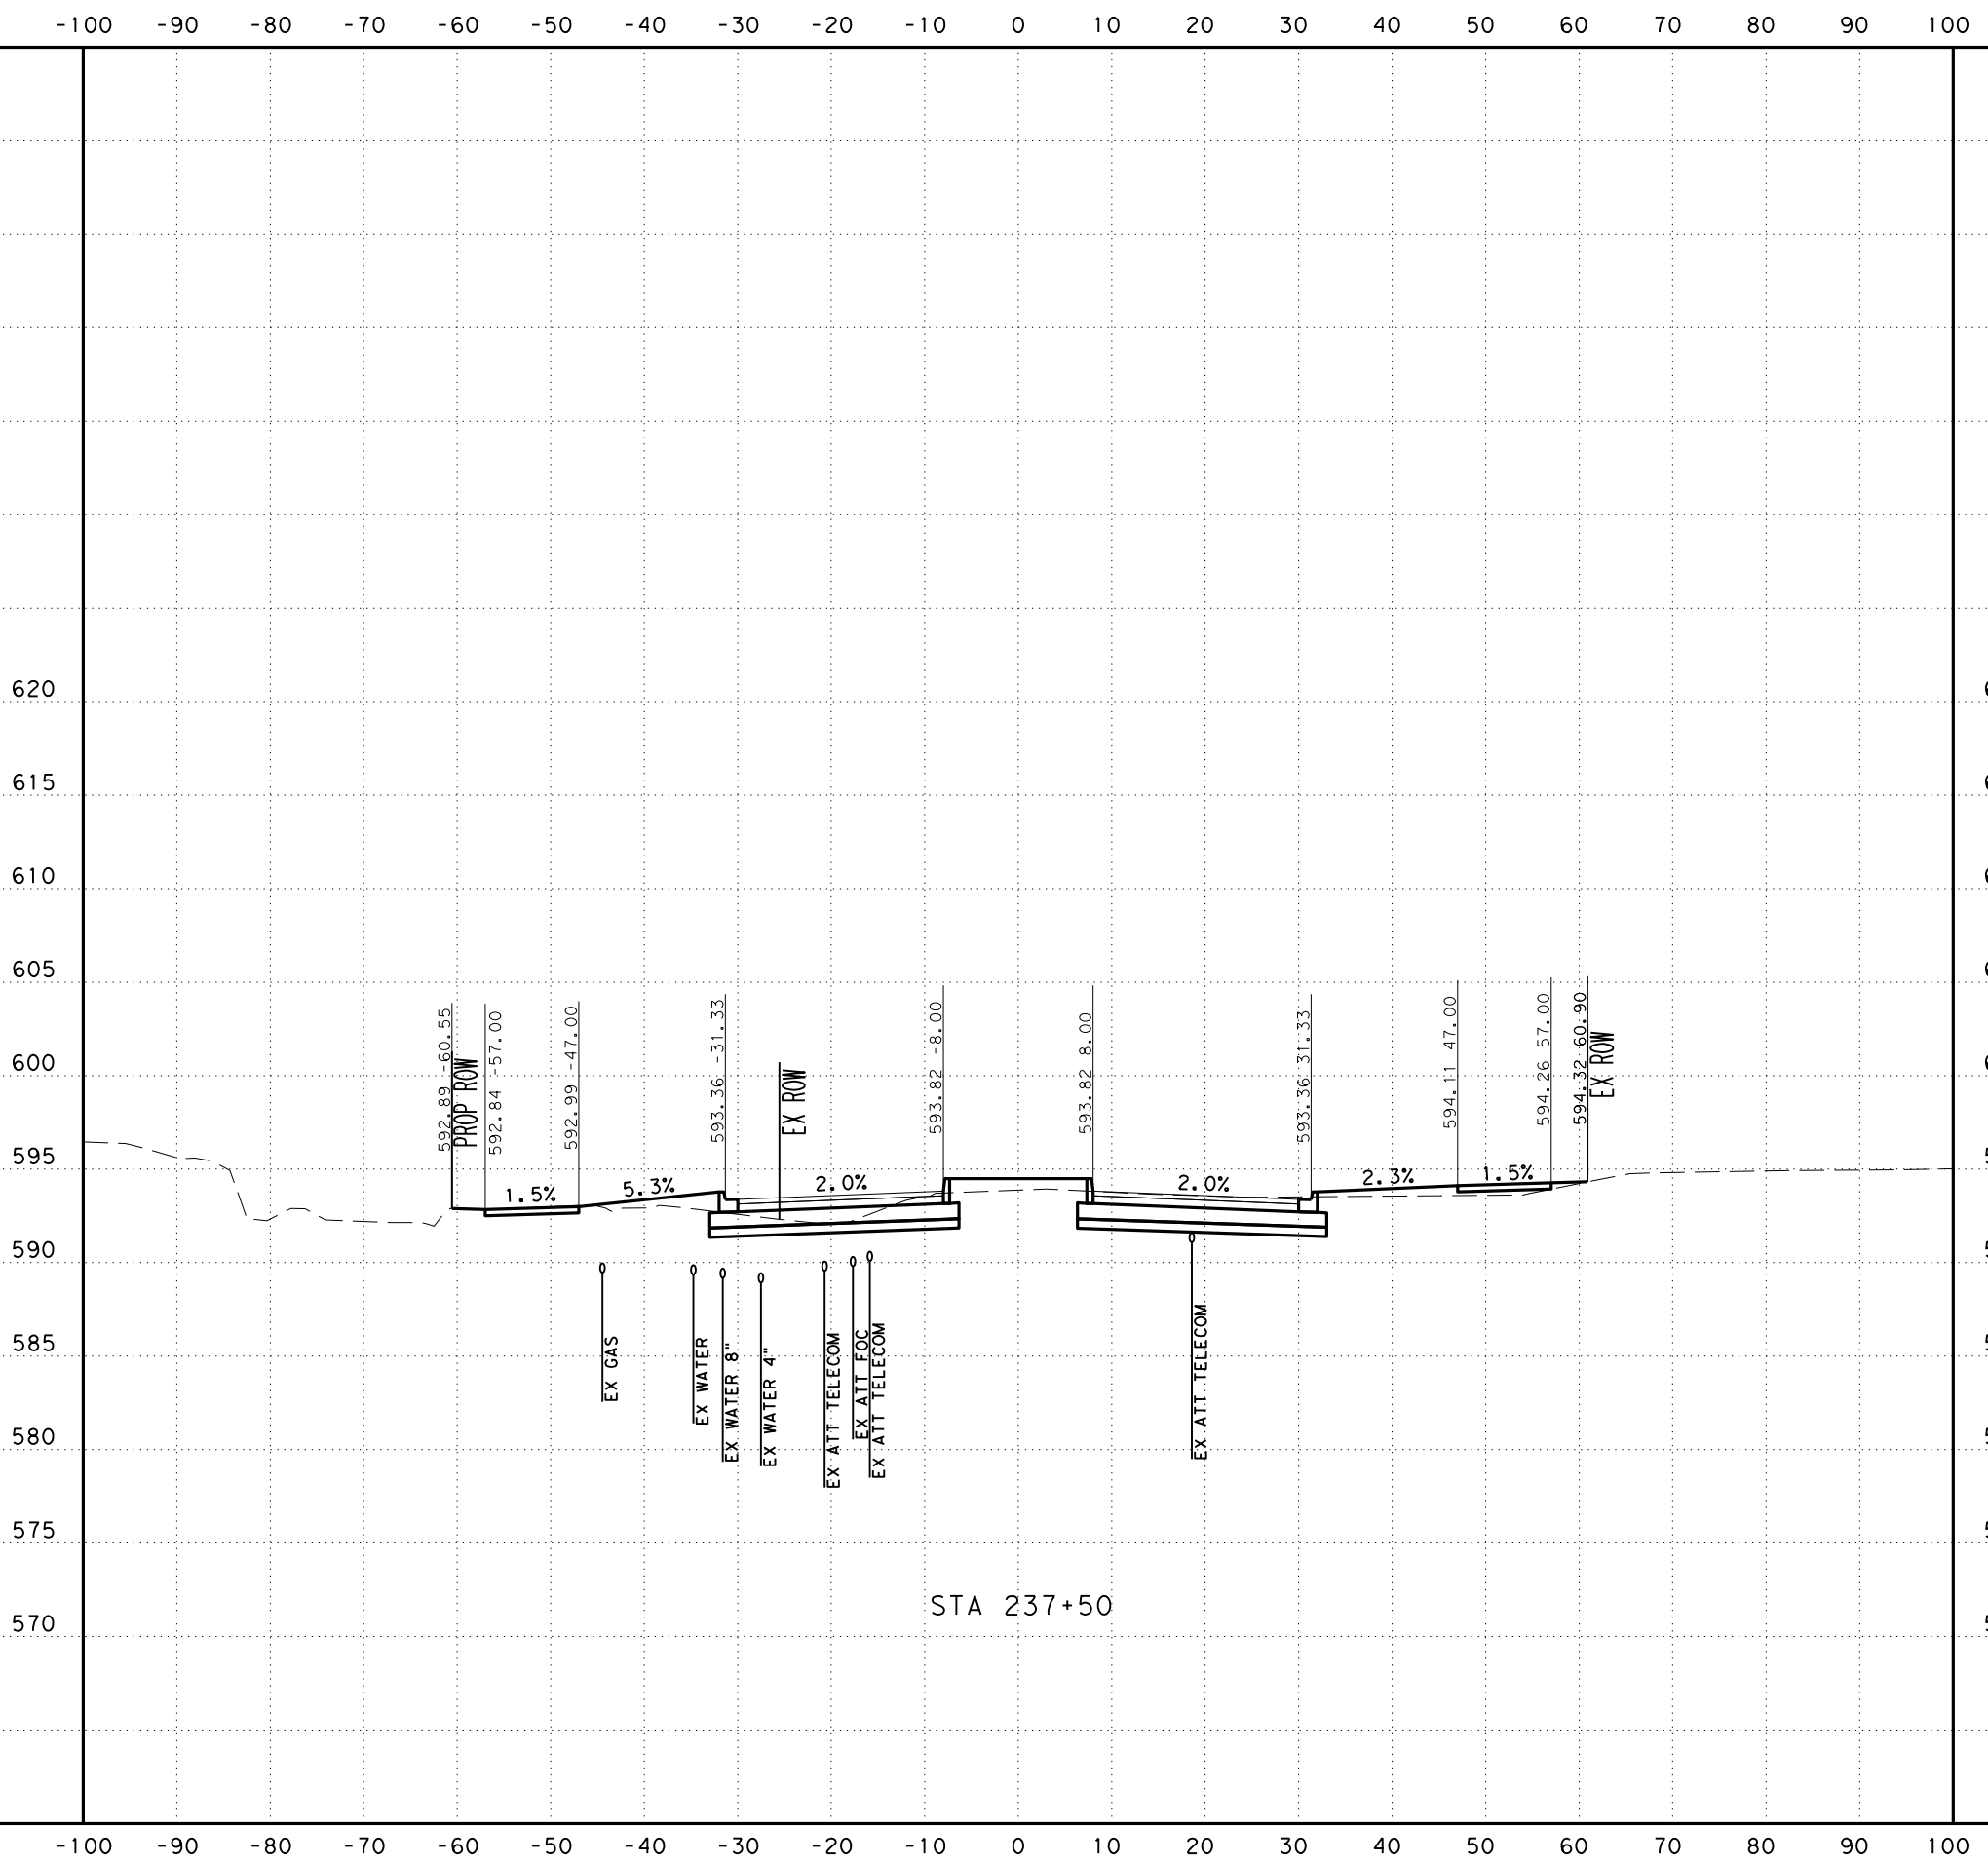 -100 -90 -80 -70 -60 -50 -40 -30 -20 -10 0 10 20 30 40 50 60 70 80 90 100
620
615
610
605
600
595
590
585
580
575
570
592.89 -60.55
PROP ROW
592.84 -57.00
592.99 -47.00
593.36 -31.33
EX ROW
593.82 -8.00
593.82 8.00
593.36 31.33
594.11 47.00
594.26 57.00
594.32 60.90
EX ROW
1.5%
5.3%
2.0%
2.0%
2.3%
1.5%
EX GAS
EX WATER
EX WATER 8"
EX WATER 4"
EX ATT TELECOM
EX ATT FOC
EX ATT TELECOM
EX ATT TELECOM
STA 237+50
-100 -90 -80 -70 -60 -50 -40 -30 -20 -10 0 10 20 30 40 50 60 70 80 90 100